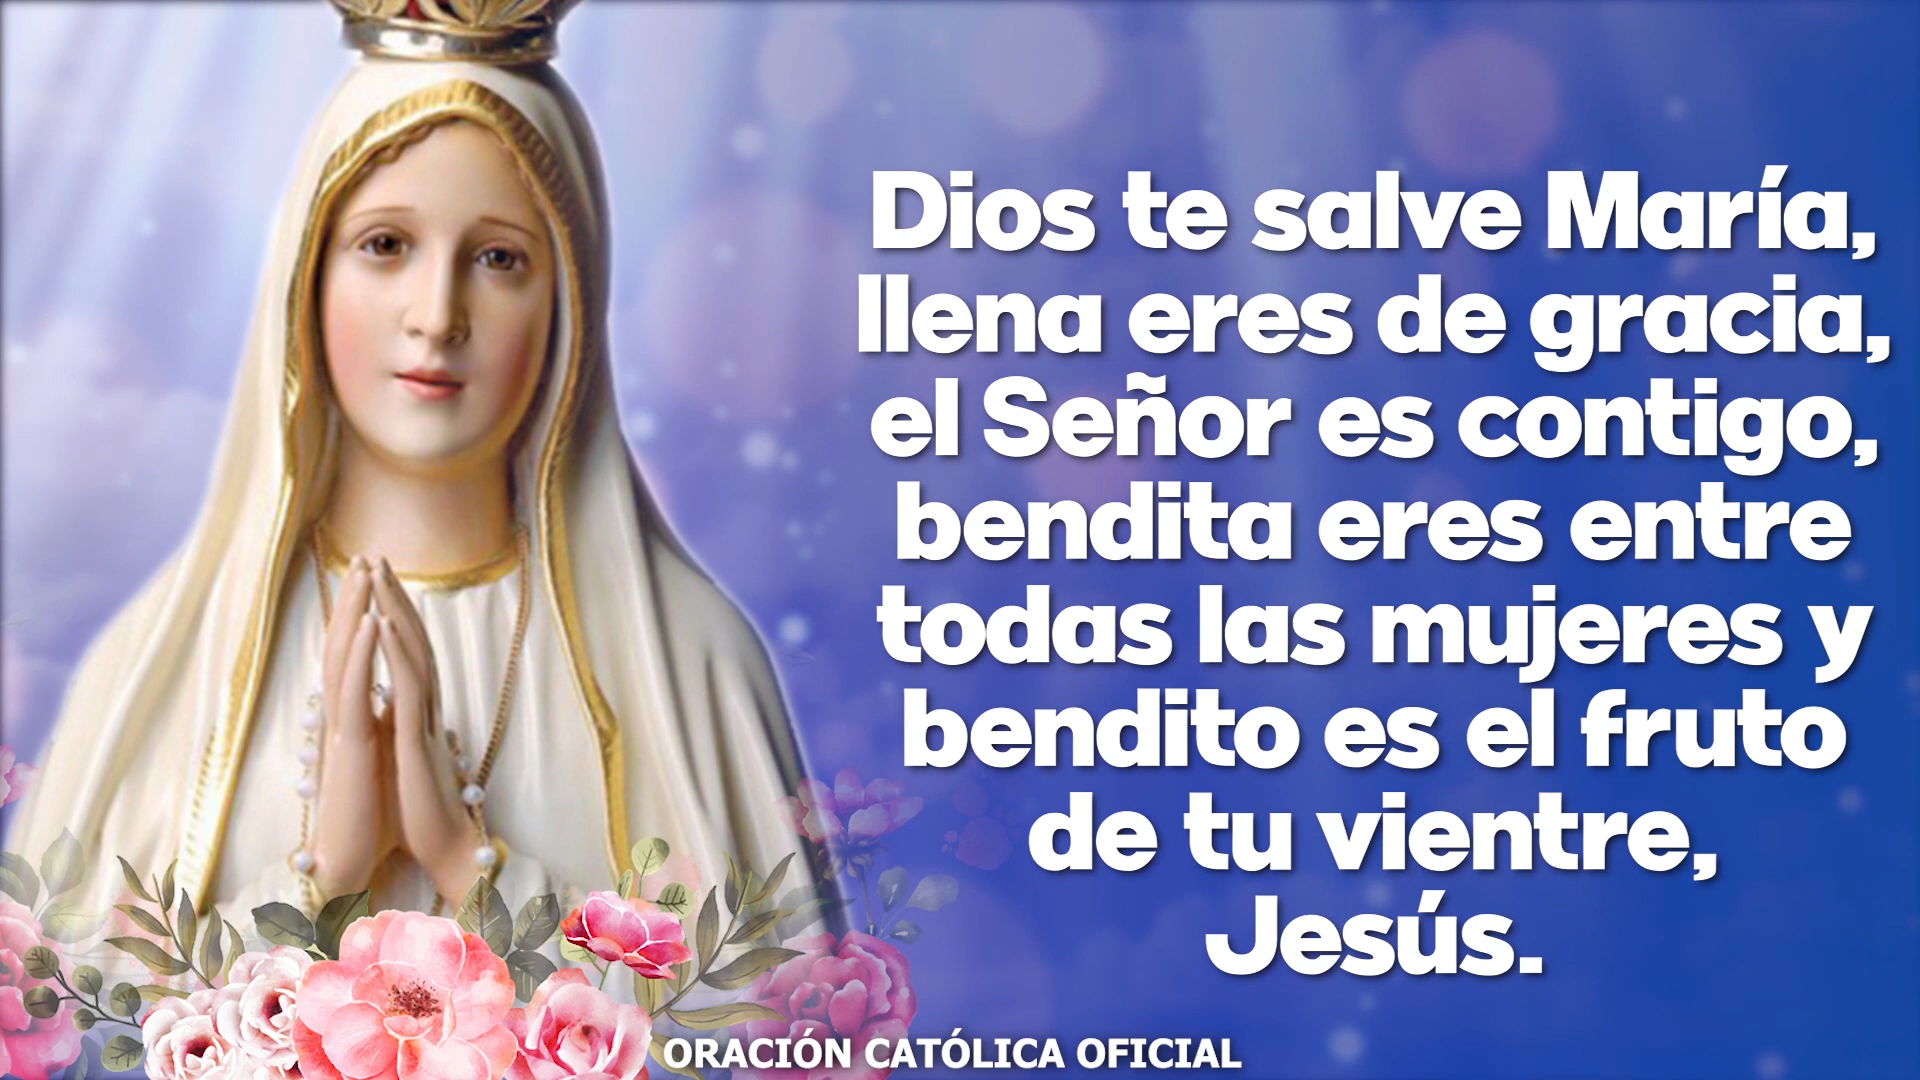 Dios te salve María,
llena eres de gracia,
el Señor es contigo,
bendita eres entre
todas las mujeres y
bendito es el fruto
de tu vientre,
Jesús.
ORACIÓN CATÓLICA OFICIAL